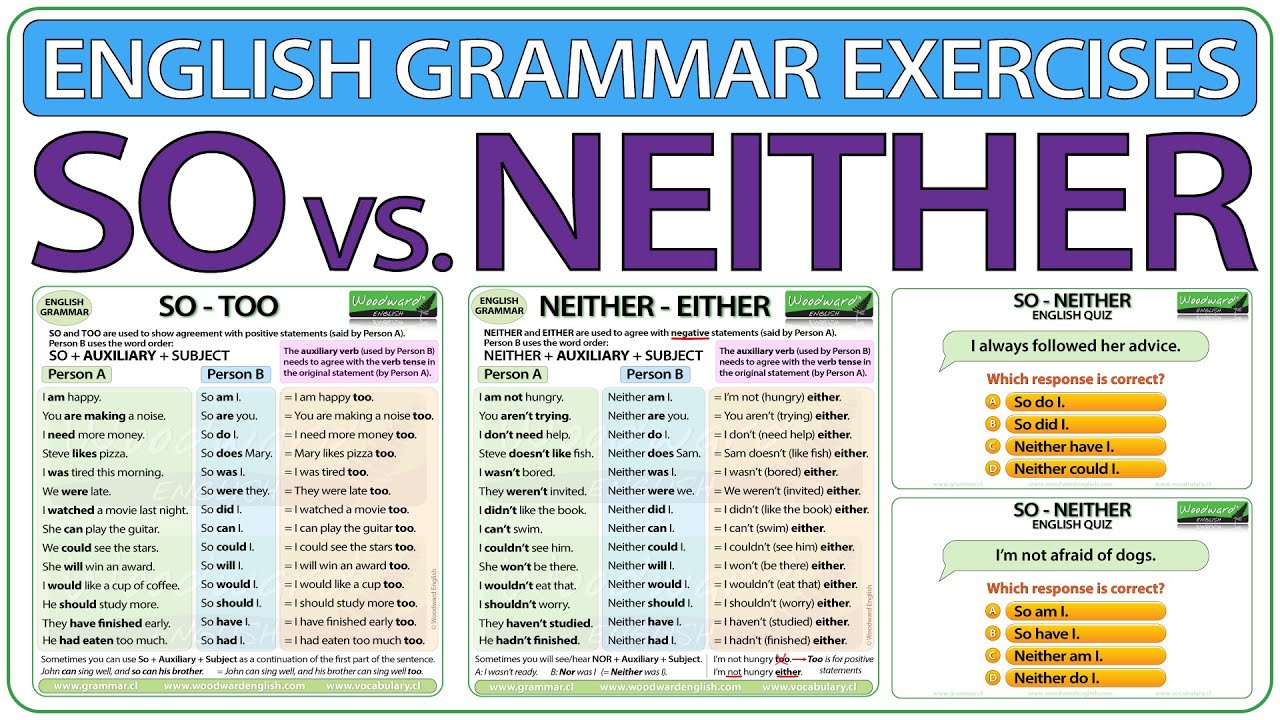 ENGLISH GRAMMAR EXERCISES
SO vs. NEITHER
ENGLISH GRAMMAR
SO - TOO
Woodward ENGLISH
SO and TOO are used to show agreement with positive statements (said by Person A).
Person B uses the word order:
SO + AUXILIARY + SUBJECT
The auxiliary verb (used by Person B)
needs to agree with the verb tense in
the original statement (by Person A).
Person A Person B
I am happy. So am I. = I am happy too.
You are making a noise. So are you. = You are making a noise too.
I need more money. So do I. = I need more money too.
Steve likes pizza. So does Mary. = Mary likes pizza too.
I was tired this morning. So was I. = I was tired too.
We were late. So were they. = They were late too.
I watched a movie last night. So did I. = I watched a movie too.
She can play the guitar. So can I. = I can play the guitar too.
We could see the stars. So could I. = I could see the stars too.
She will win an award. So will I. = I will win an award too.
I would like a cup of coffee. So would I. = I would like a cup too.
He should study more. So should I. = I should study more too.
They have finished early. So have I. = I have finished early too.
He had eaten too much. So had I. = I had eaten too much too.
© Woodward English
Sometimes you can use So + Auxiliary + Subject as a continuation of the first part of the sentence.
John can sing well, and so can his brother. = John can sing well, and his brother can sing well too.
www.grammar.cl www.woodwardenglish.com www.vocabulary.cl
ENGLISH GRAMMAR
NEITHER - EITHER
Woodward ENGLISH
NEITHER and EITHER are used to agree with negative statements (said by Person A).
Person B uses the word order:
NEITHER + AUXILIARY + SUBJECT
The auxiliary verb (used by Person B)
needs to agree with the verb tense in
the original statement (by Person A).
Person A Person B
I am not hungry. Neither am I. = I'm not (hungry) either.
You aren't trying. Neither are you. = You aren't (trying) either.
I don't need help. Neither do I. = I don't (need help) either.
Steve doesn't like fish. Neither does Sam. = Sam doesn't (like fish) either.
I wasn't bored. Neither was I. = I wasn't (bored) either.
They weren't invited. Neither were we. = We weren't (invited) either.
I didn't like the book. Neither did I. = I didn't (like the book) either.
I can't swim. Neither can I. = I can't (swim) either.
I couldn't see him. Neither could I. = I couldn't (see him) either.
She won't be there. Neither will I. = I won't (be there) either.
I wouldn't eat that. Neither would I. = I wouldn't (eat that) either.
I shouldn't worry. Neither should I. = I shouldn't (worry) either.
They haven't studied. Neither have I. = I haven't (studied) either.
He hadn't finished. Neither had I. = I hadn't (finished) either.
© Woodward English
Sometimes you will see/hear NOR + Auxiliary + Subject.
A: I wasn't ready. B: Nor was I (= Neither was I).
I'm not hungry too. Too is for positive statements
I'm not hungry either.
www.grammar.cl www.woodwardenglish.com www.vocabulary.cl
SO - NEITHER
ENGLISH QUIZ
Woodward ENGLISH
I always followed her advice.
Which response is correct?
A So do I.
B So did I.
C Neither have I.
D Neither could I.
www.grammar.cl www.woodwardenglish.com www.vocabulary.cl
SO - NEITHER
ENGLISH QUIZ
Woodward ENGLISH
I'm not afraid of dogs.
Which response is correct?
A So am I.
B So have I.
C Neither am I.
D Neither do I.
www.grammar.cl www.woodwardenglish.com www.vocabulary.cl